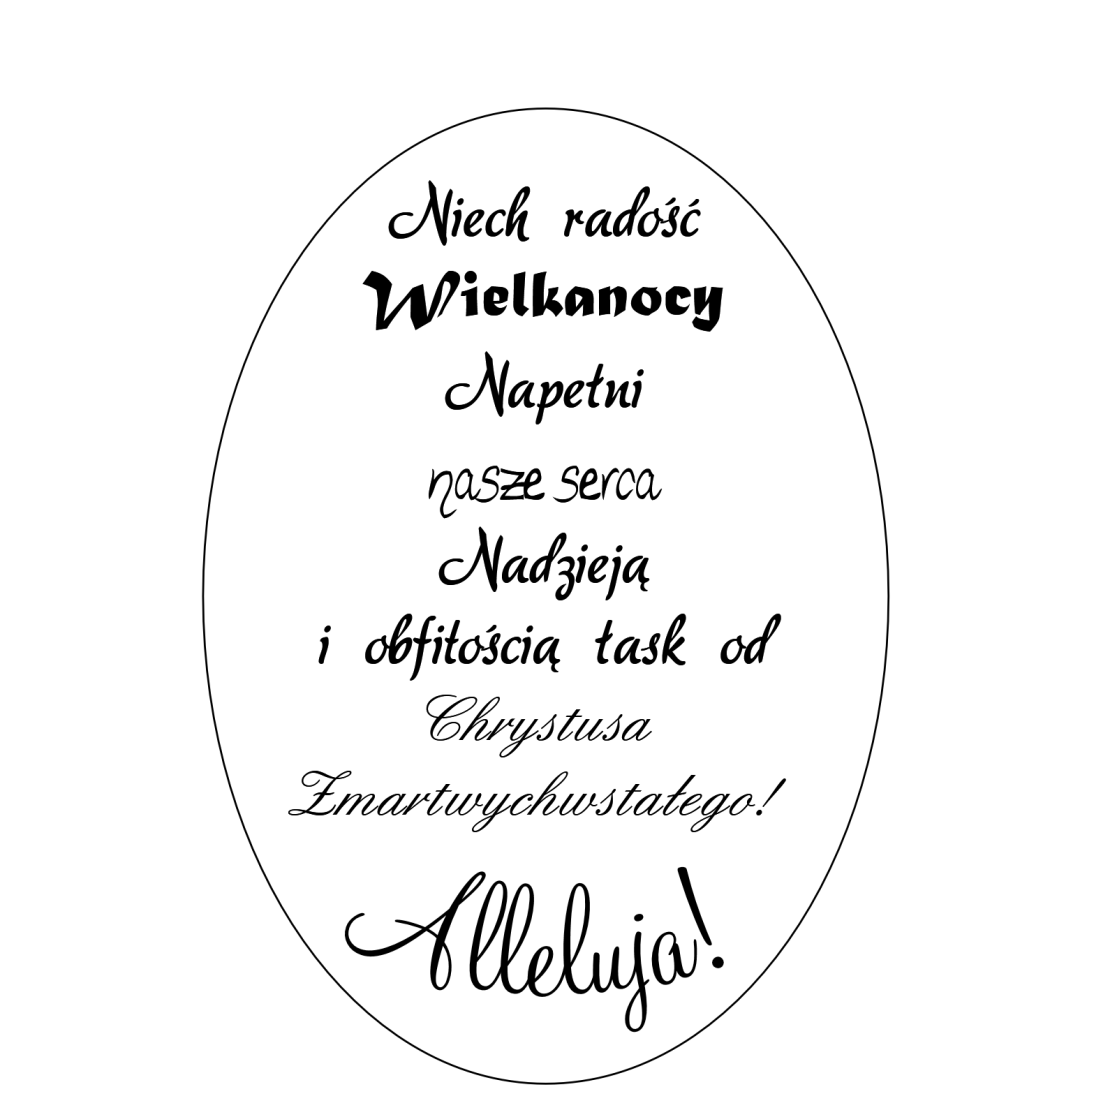 Niech radość
Wielkanocy
Napełni
nasze serca
Nadzieją
i obfitością łask od
Chrystusa
Zmartwychwstałego!
Alleluja!